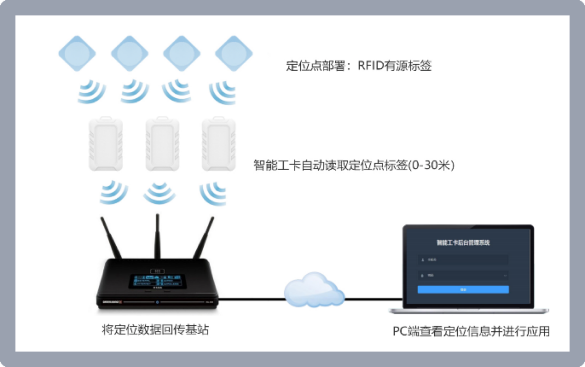 定位点部署：RFID有源标签
智能工卡自动读取定位点标签(0-30米)
智能工卡后台管理系统
将定位数据回传基站
PC端查看定位信息并进行应用